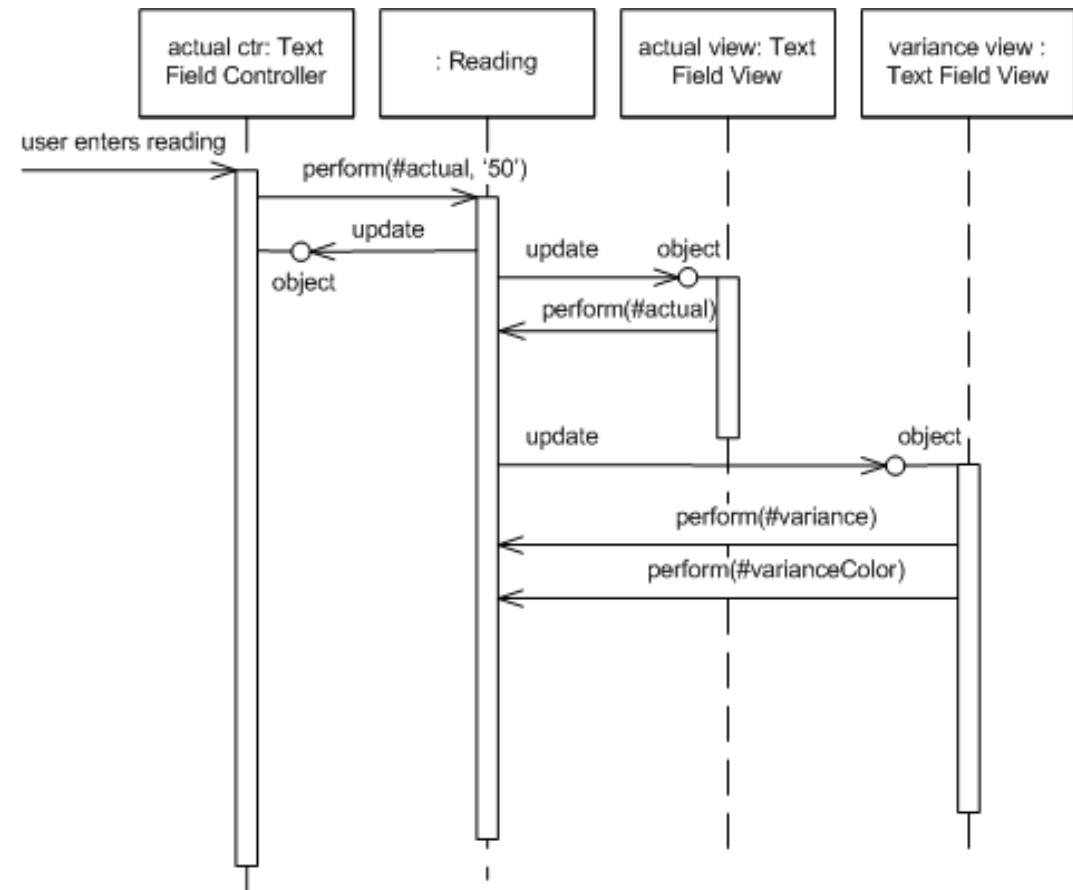 actual ctr: Text
Field Controller
: Reading
actual view: Text
Field View
variance view :
Text Field View
user enters reading
perform(#actual, ‘50’)
update
object
update
object
perform(#actual)
update
object
perform(#variance)
perform(#varianceColor)